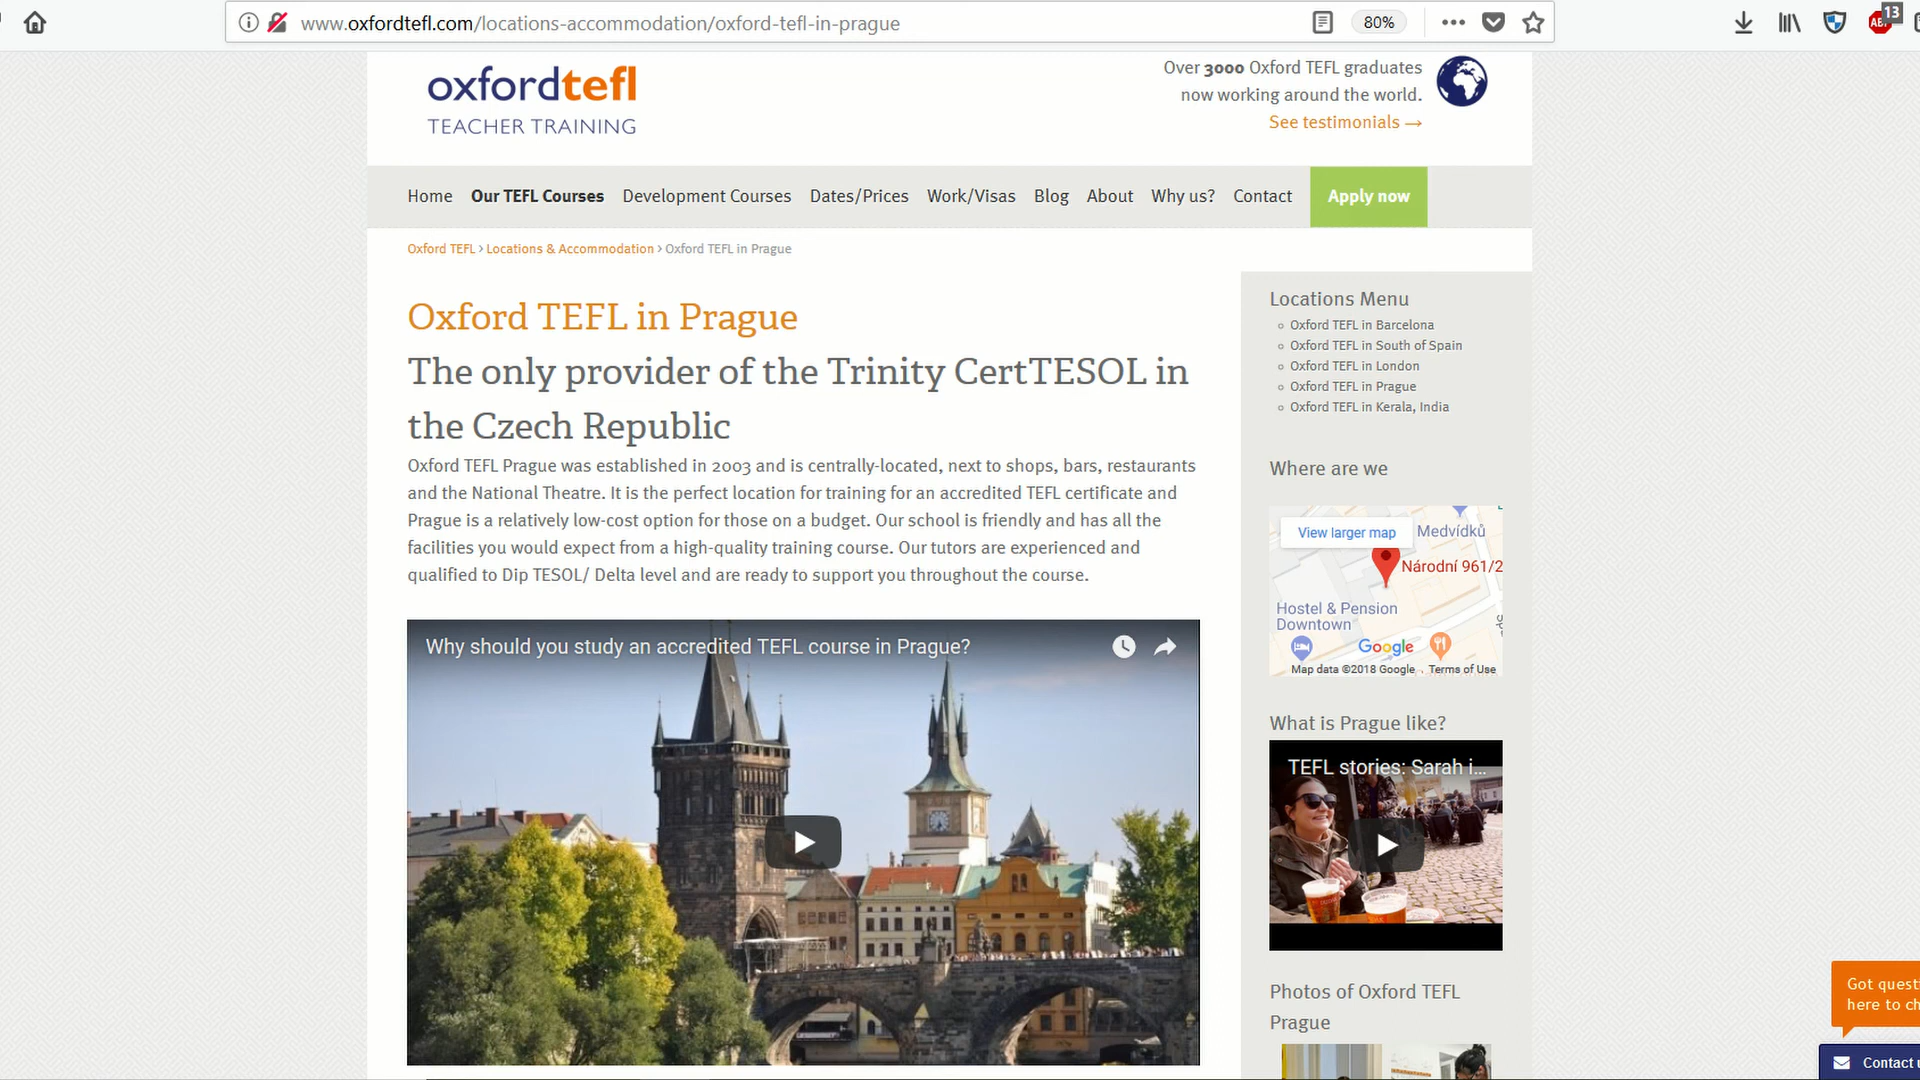 13
www.oxfordtefl.com/locations-accommodation/oxford-tefl-in-prague
80%
ABP
oxfordtefl
TEACHER TRAINING
Over 3000 Oxford TEFL graduates
now working around the world.
See testimonials →
Home Our TEFL Courses Development Courses Dates/Prices Work/Visas Blog About Why us? Contact Apply now
Oxford TEFL › Locations & Accommodation › Oxford TEFL in Prague
Oxford TEFL in Prague
The only provider of the Trinity CertTESOL in
the Czech Republic
Oxford TEFL Prague was established in 2003 and is centrally-located, next to shops, bars, restaurants
and the National Theatre. It is the perfect location for training for an accredited TEFL certificate and
Prague is a relatively low-cost option for those on a budget. Our school is friendly and has all the
facilities you would expect from a high-quality training course. Our tutors are experienced and
qualified to Dip TESOL/ Delta level and are ready to support you throughout the course.
Why should you study an accredited TEFL course in Prague?
Locations Menu
Oxford TEFL in Barcelona
Oxford TEFL in South of Spain
Oxford TEFL in London
Oxford TEFL in Prague
Oxford TEFL in Kerala, India
Where are we
View larger map
Medvídků
Národní 961/2
Hostel & Pension
Downtown
Google
Map data ©2018 Google
Terms of Use
What is Prague like?
TEFL stories: Sarah i...
Photos of Oxford TEFL
Prague
Got questi
here to ch
Contact u